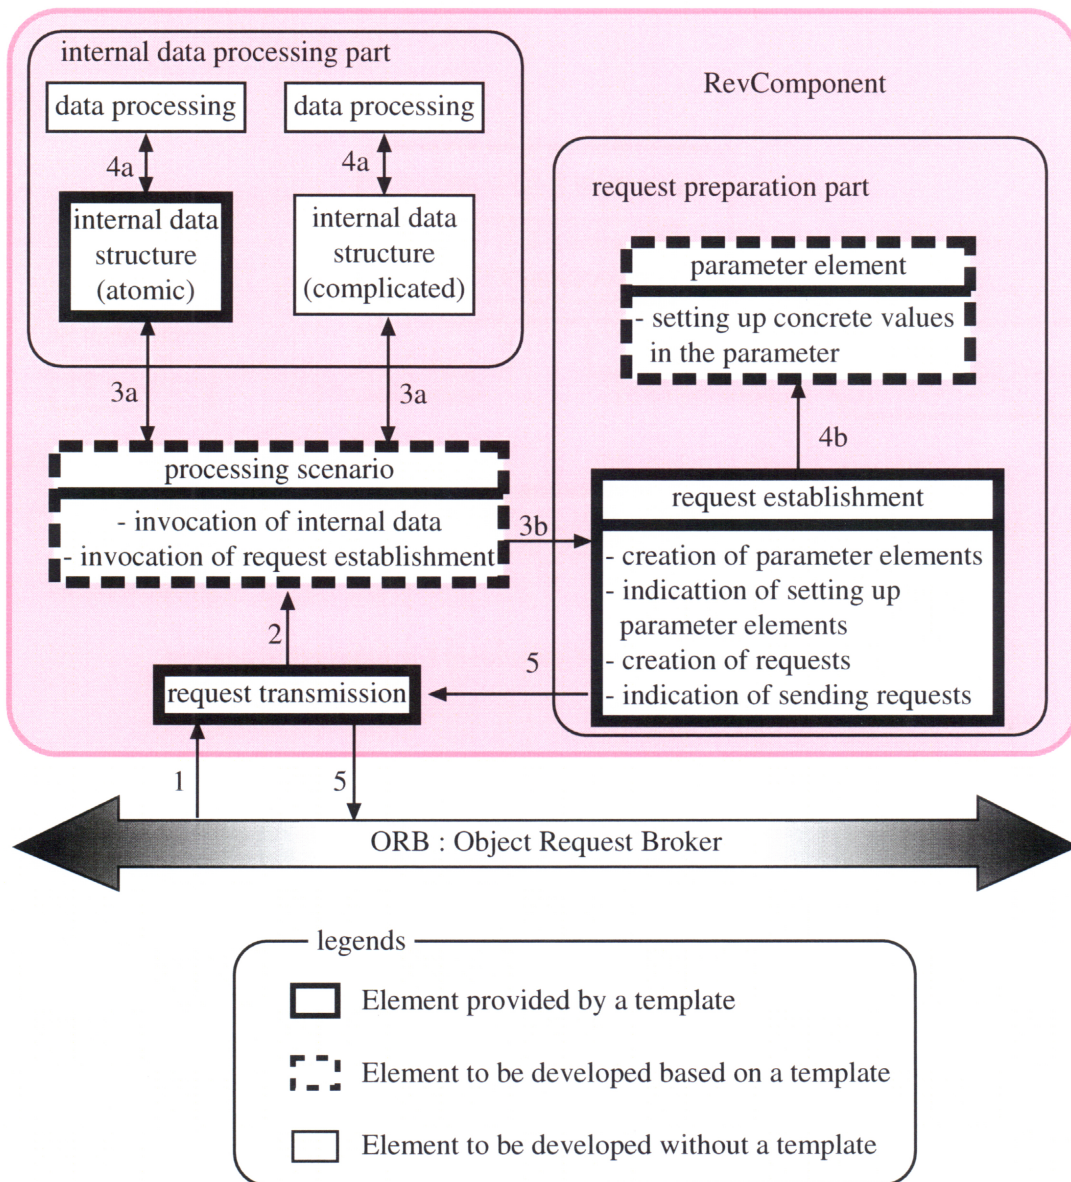 internal data processing part
RevComponent
data processing
data processing
4a
4a
internal data
structure
(atomic)
internal data
structure
(complicated)
request preparation part
parameter element
- setting up concrete values
in the parameter
3a
3a
4b
processing scenario
- invocation of internal data
- invocation of request establishment
3b
request establishment
- creation of parameter elements
- indicattion of setting up
parameter elements
- creation of requests
- indication of sending requests
2
5
request transmission
1
5
ORB : Object Request Broker
legends
Element provided by a template
Element to be developed based on a template
Element to be developed without a template